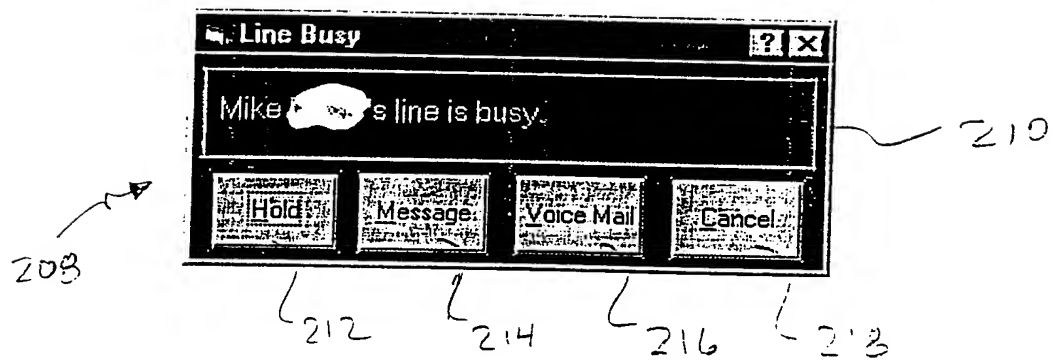 Line Busy ? X
Mike 's line is busy.
210
Hold Message Voice Mail Cancel
208
212 214 216 218